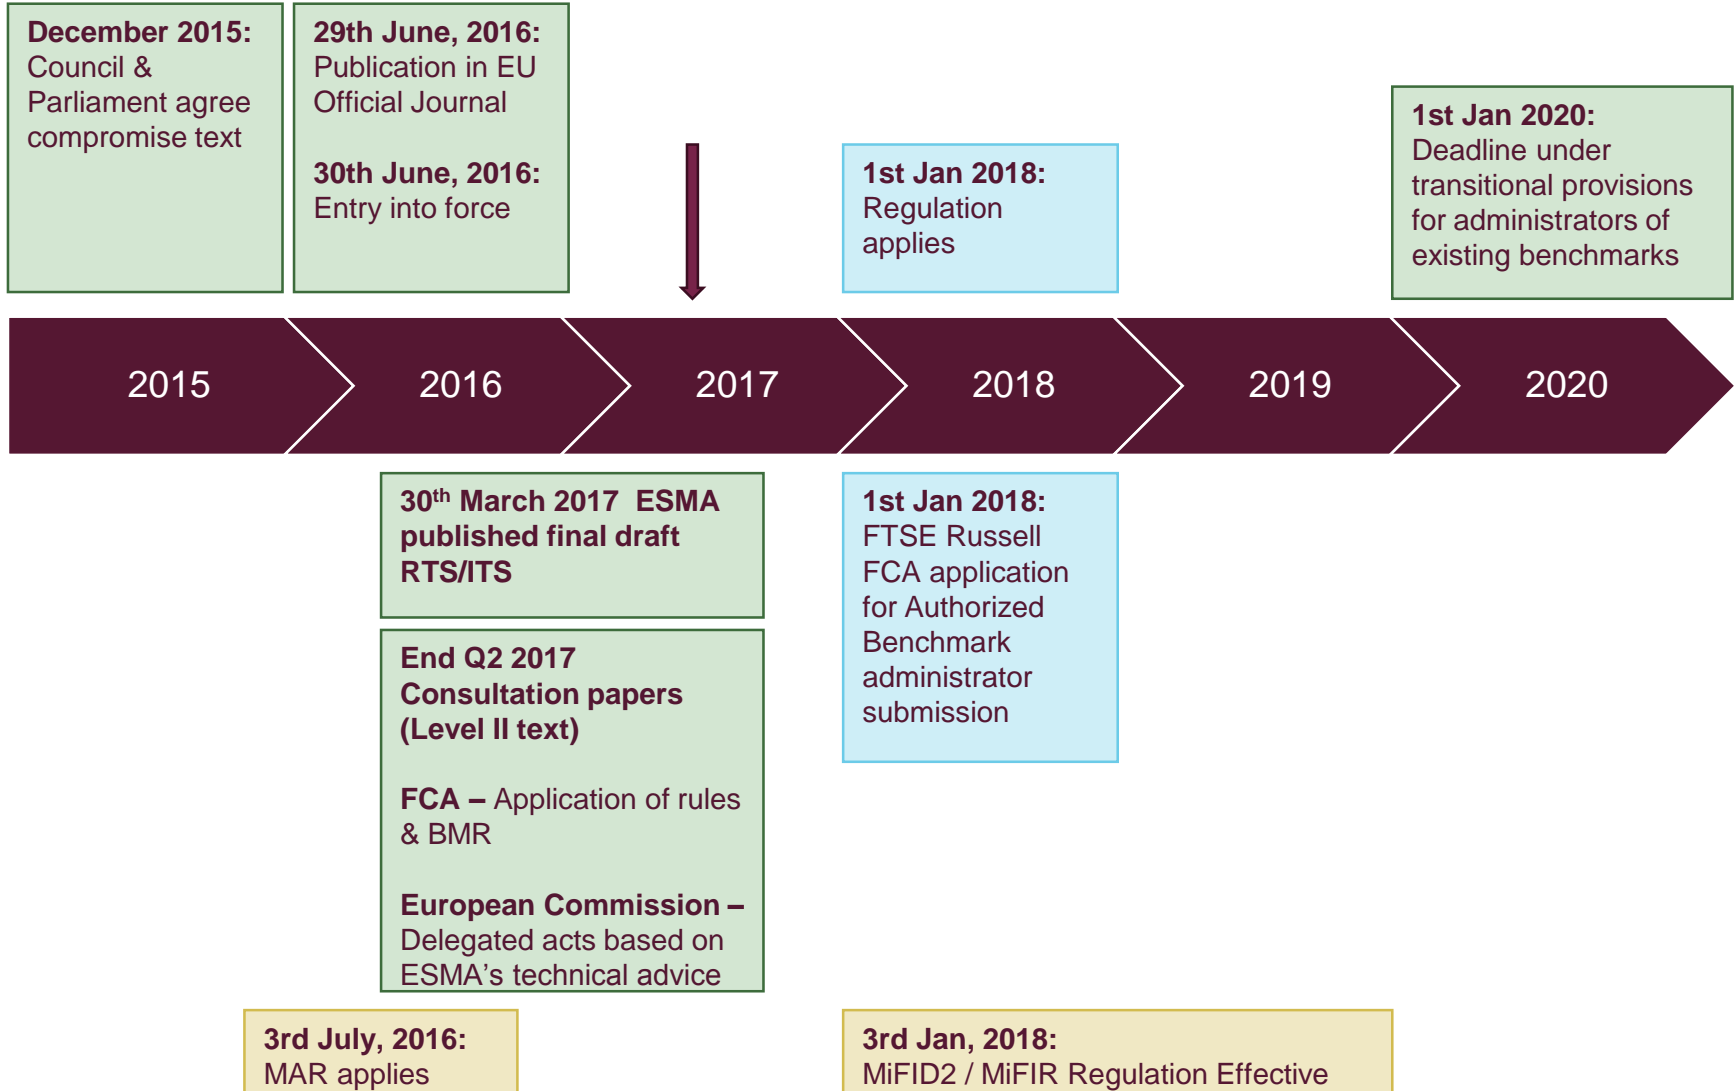 December 2015:
Council &
Parliament agree
compromise text
29th June, 2016:
Publication in EU
Official Journal
30th June, 2016:
Entry into force
1st Jan 2018:
Regulation
applies
1st Jan 2020:
Deadline under
transitional provisions
for administrators of
existing benchmarks
2015
2016
2017
2018
2019
2020
30th March 2017 ESMA
published final draft
RTS/ITS
End Q2 2017
Consultation papers
(Level II text)
FCA – Application of rules
& BMR
European Commission –
Delegated acts based on
ESMA's technical advice
1st Jan 2018:
FTSE Russell
FCA application
for Authorized
Benchmark
administrator
submission
3rd July, 2016:
MAR applies
3rd Jan, 2018:
MiFID2 / MiFIR Regulation Effective